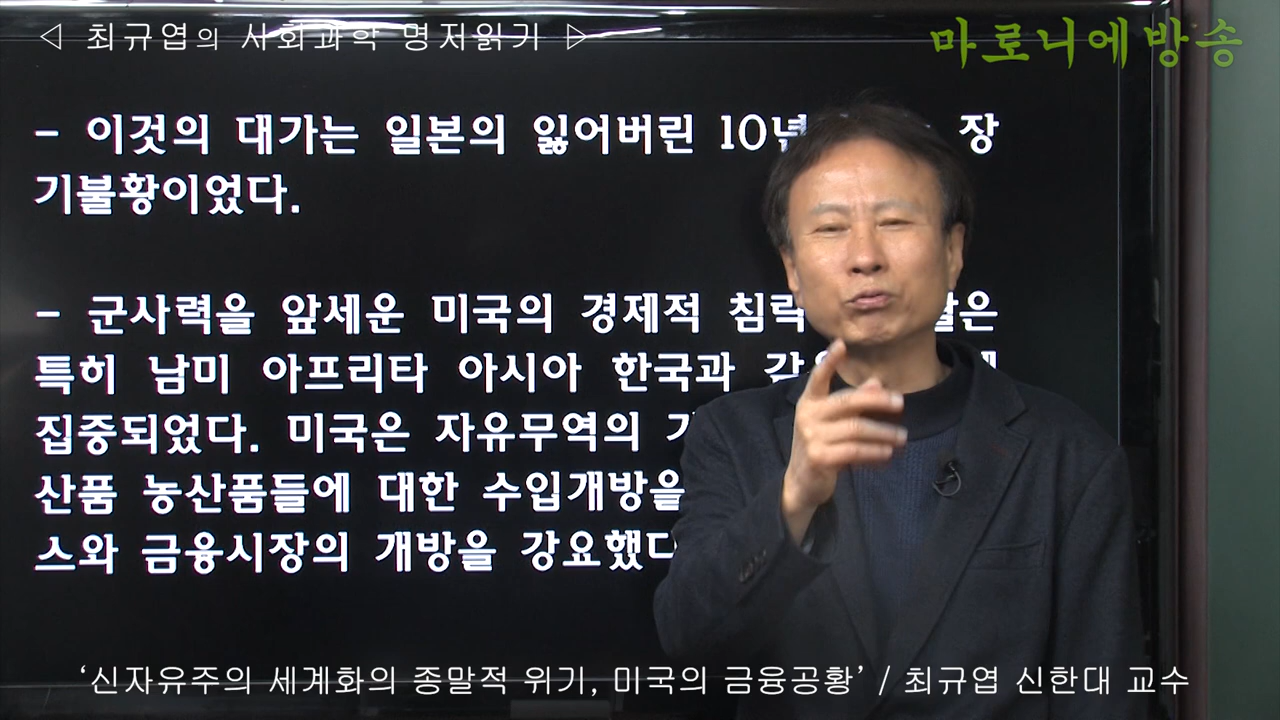 ◁ 최규엽의 사회과학 명저읽기 ▷
마로니에방송
- 이것의 대가는 일본의 잃어버린 10년 장
기불황이었다.
- 군사력을 앞세운 미국의 경제적 침략
특히 남미 아프리타 아시아 한국과
집증되었다. 미국은 자유무역의
산품 농산품들에 대한 수입개방을
스와 금융시장의 개방을 강요했다
‘신자유주의 세계화의 종말적 위기, 미국의 금융공황’ / 최규엽 신한대 교수